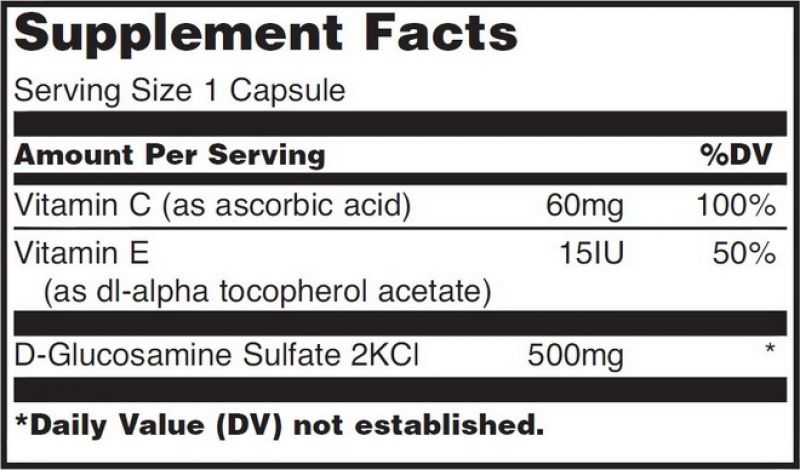 Supplement Facts
Serving Size 1 Capsule
Amount Per Serving %DV
Vitamin C (as ascorbic acid) 60mg 100%
Vitamin E 15IU 50%
(as dl-alpha tocopherol acetate)
D-Glucosamine Sulfate 2KCl 500mg *
*Daily Value (DV) not established.